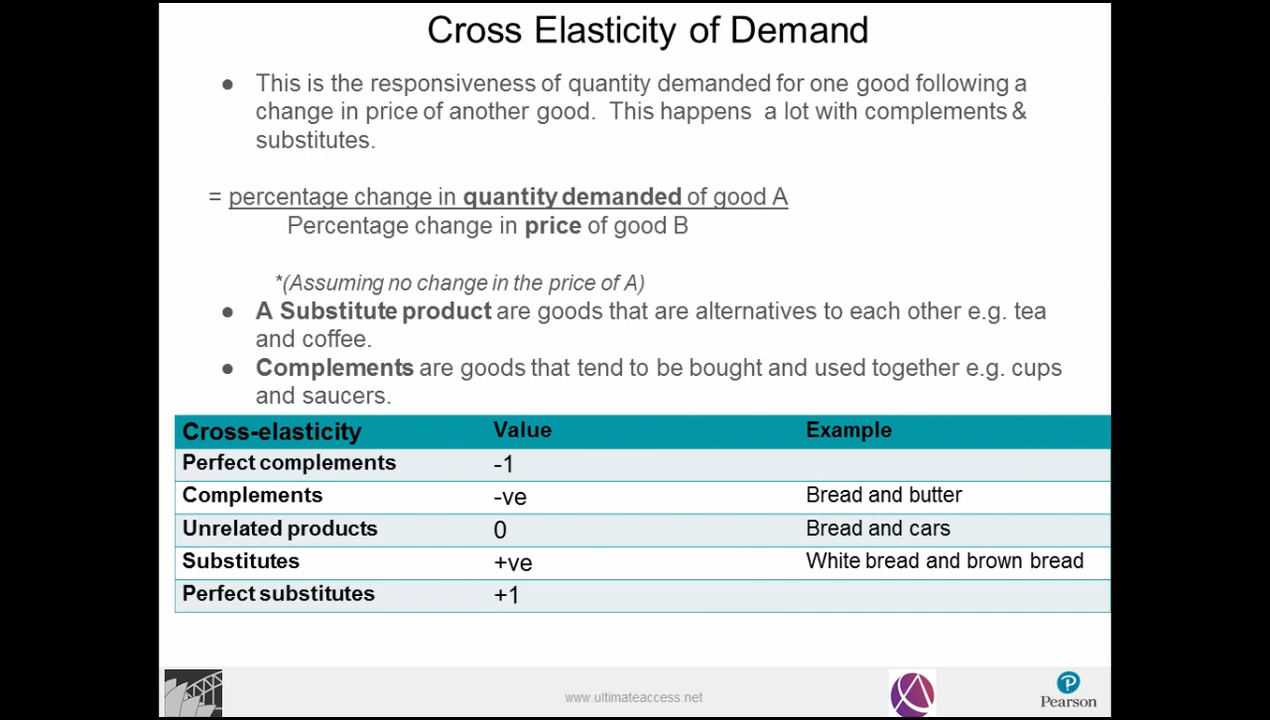 Cross Elasticity of Demand
● This is the responsiveness of quantity demanded for one good following a
change in price of another good. This happens a lot with complements &
substitutes.
= percentage change in quantity demanded of good A
Percentage change in price of good B
*(Assuming no change in the price of A)
● A Substitute product are goods that are alternatives to each other e.g. tea
and coffee.
● Complements are goods that tend to be bought and used together e.g. cups
and saucers.
Cross-elasticity Value Example
Perfect complements -1
Complements -ve Bread and butter
Unrelated products 0 Bread and cars
Substitutes +ve White bread and brown bread
Perfect substitutes +1
www.ultimateaccess.net
Pearson